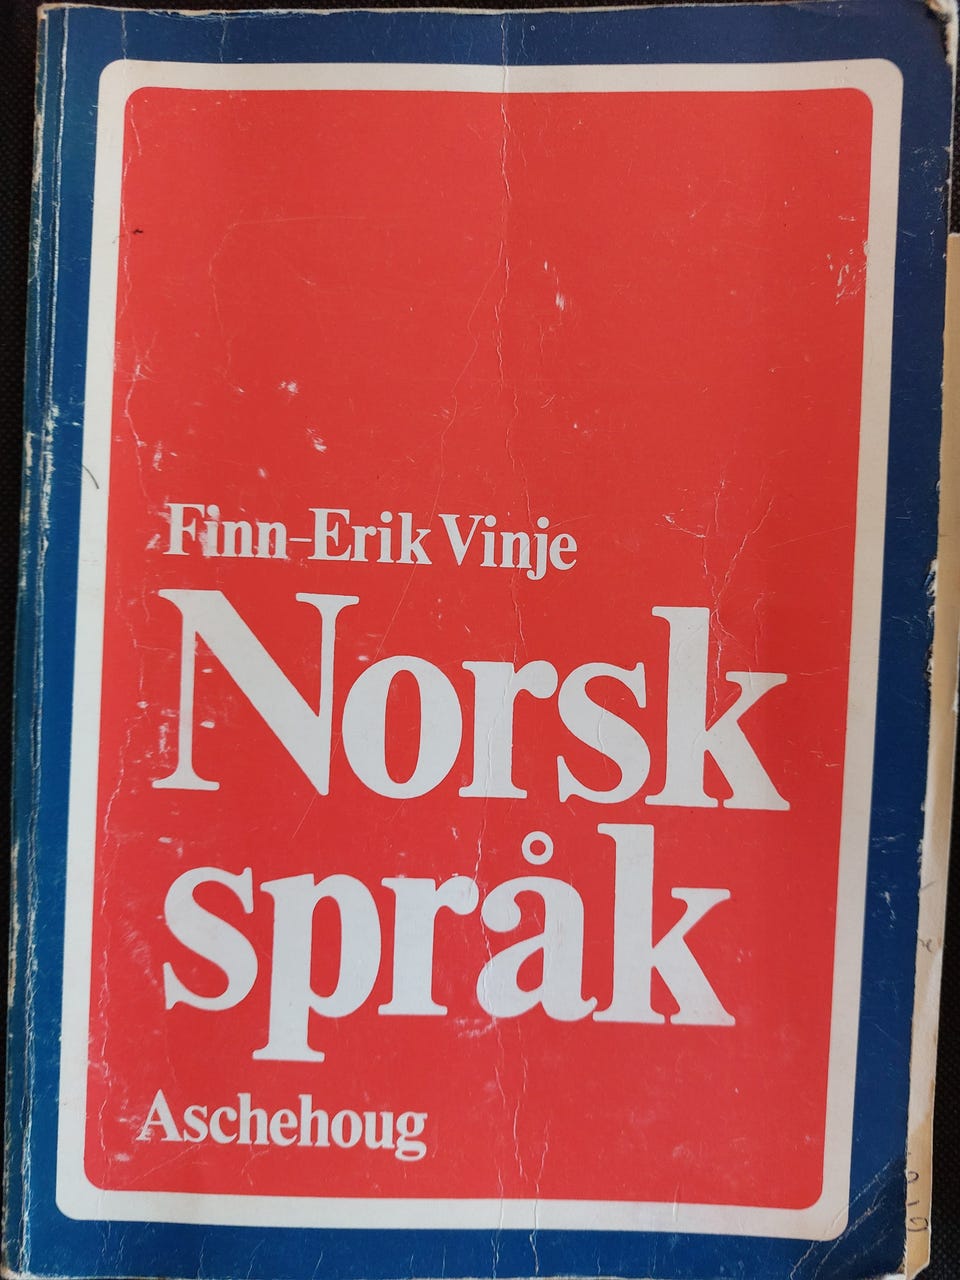 Finn-Erik Vinje
Norsk
språk
Aschehoug